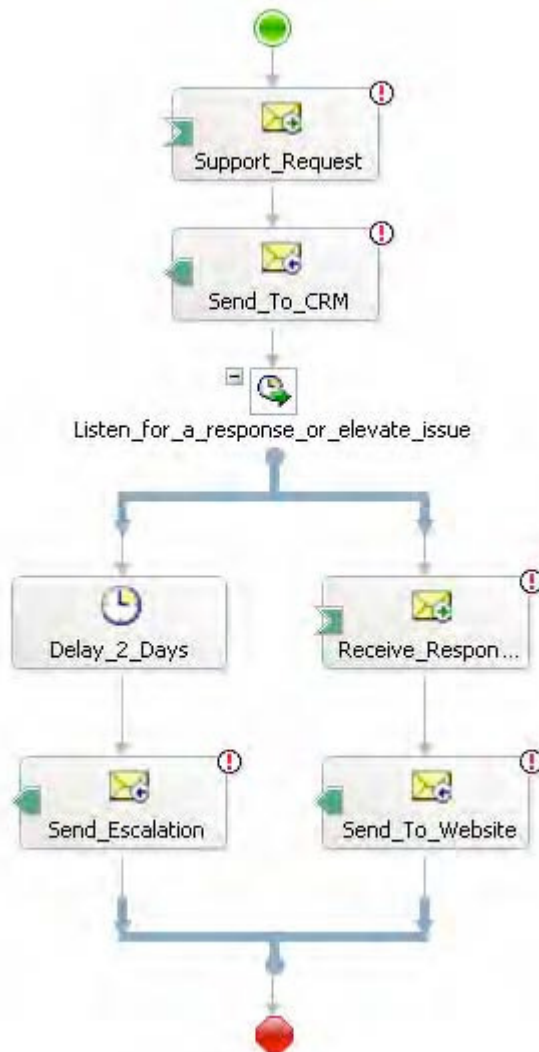 Support_Request
Send_To_CRM
Listen_for_a_response_or_elevate_issue
Delay_2_Days
Receive_Respon...
Send_Escalation
Send_To_Website